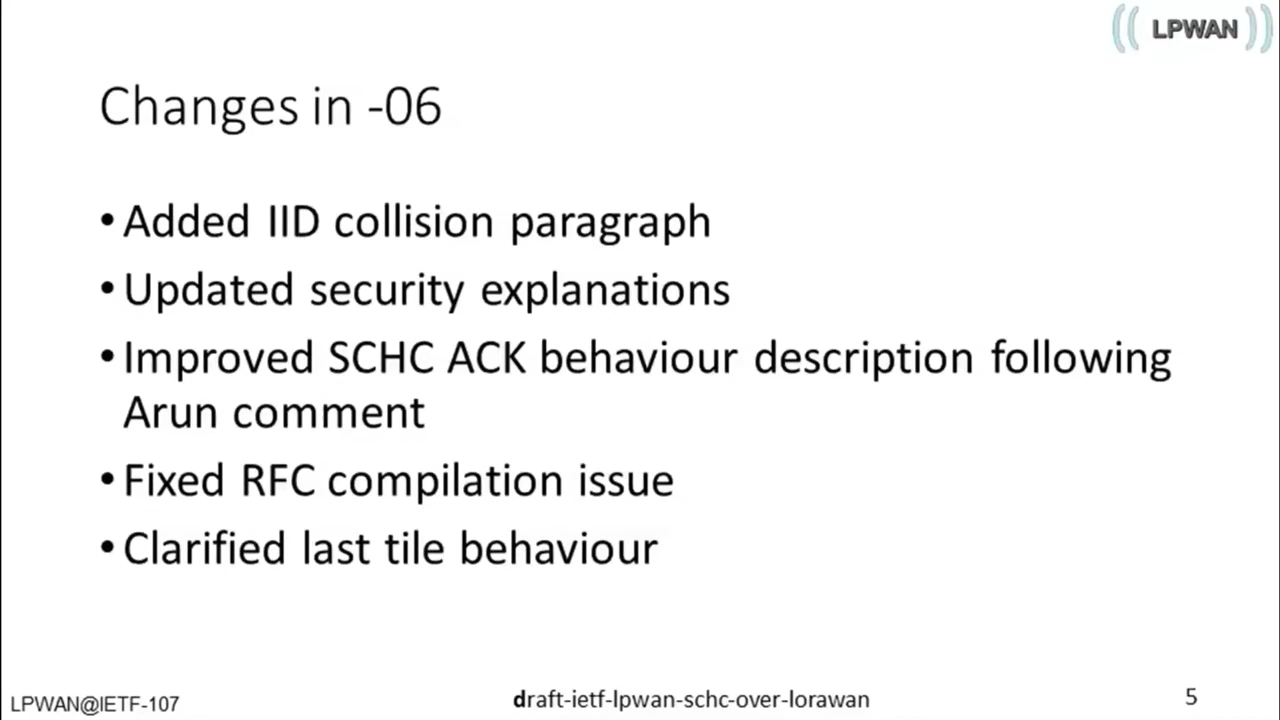 LPWAN
Changes in -06
• Added IID collision paragraph
• Updated security explanations
• Improved SCHC ACK behaviour description following
Arun comment
• Fixed RFC compilation issue
• Clarified last tile behaviour
LPWAN@IETF-107
draft-ietf-lpwan-schc-over-lorawan
5